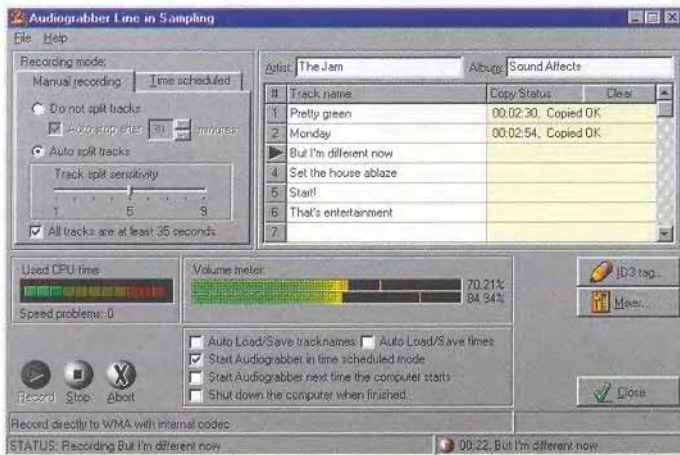 Audiograbber Line in Sampling
File Help
Recording mode:
Manual recording
Time scheduled
Do not split tracks
Auto stop after 30 minutes
Auto split tracks
Track split sensitivity
1 5 9
All tracks are at least 35 seconds
Artist: The Jam
Album: Sound Affects
# Track name Copy Status Clear
1 Pretty green 00:02:30, Copied OK
2 Monday 00:02:54, Copied OK
But I'm different now
4 Set the house ablaze
5 Start!
6 That's entertainment
7
Used CPU time
Speed problems: 0
Volume meter:
70.21%
84.94%
ID3 tag...
Mixer...
Record Stop Abort
Auto Load/Save tracknames Auto Load/Save times
Start Audiograbber in time scheduled mode
Start Audiograbber next time the computer starts
Shut down the computer when finished
Close
Record directly to WMA with internal codec
STATUS: Recording But I'm different now
00:22, But I'm different now